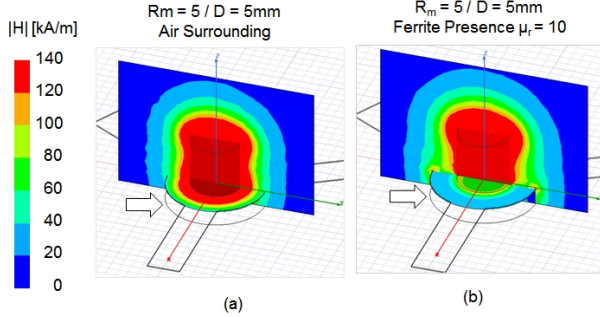 Rm = 5 / D = 5mm
Air Surrounding
Rₘ = 5 / D = 5mm
Ferrite Presence μᵣ = 10
|H| [kA/m]
140
120
100
80
60
40
20
0
(a)
(b)